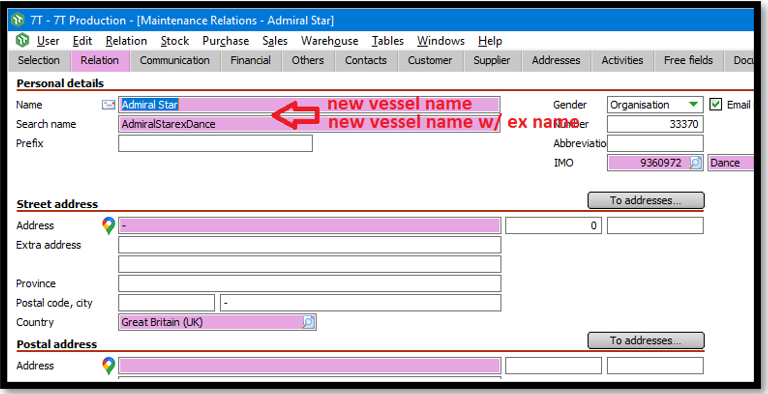 7T - 7T Production - [Maintenance Relations - Admiral Star]
User Edit Relation Stock Purchase Sales Warehouse Tables Windows Help
Selection Relation Communication Financial Others Contacts Customer Supplier Addresses Activities Free fields Docu
Personal details
Name Admiral Star new vessel name Gender Organisation Email
Search name AdmiralStarexDance new vessel name w/ ex name Number 33370
Prefix Abbreviatio
IMO 9360972 Dance
Street address To addresses...
Address - 0
Extra address
Province
Postal code, city -
Country Great Britain (UK)
Postal address To addresses...
Address